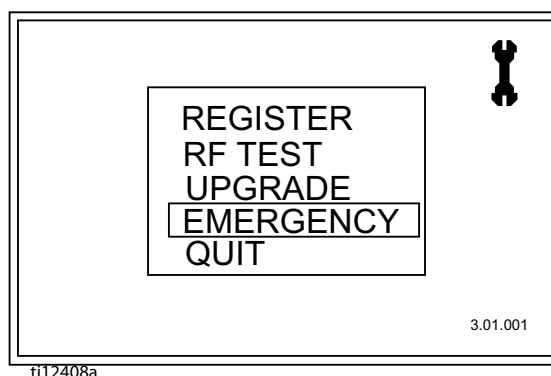 REGISTER
RF TEST
UPGRADE
EMERGENCY
QUIT
3.01.001
ti12408a